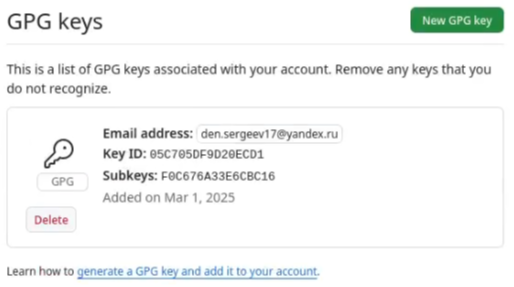 GPG keys
New GPG key
This is a list of GPG keys associated with your account. Remove any keys that you
do not recognize.
Email address: den.sergeev17@yandex.ru
Key ID: 05C705DF9D20ECD1
GPG
Subkeys: F0C676A33E6CBC16
Added on Mar 1, 2025
Delete
Learn how to generate a GPG key and add it to your account.